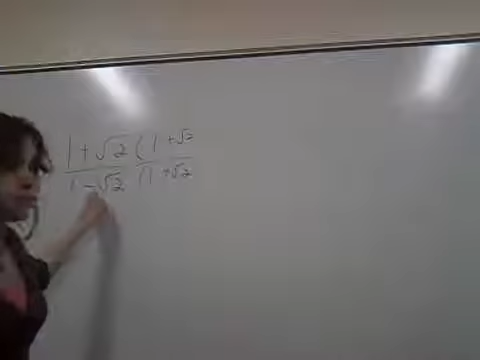 1 + √2 ( 1 + √2
1 - √2 ( 1 + √2